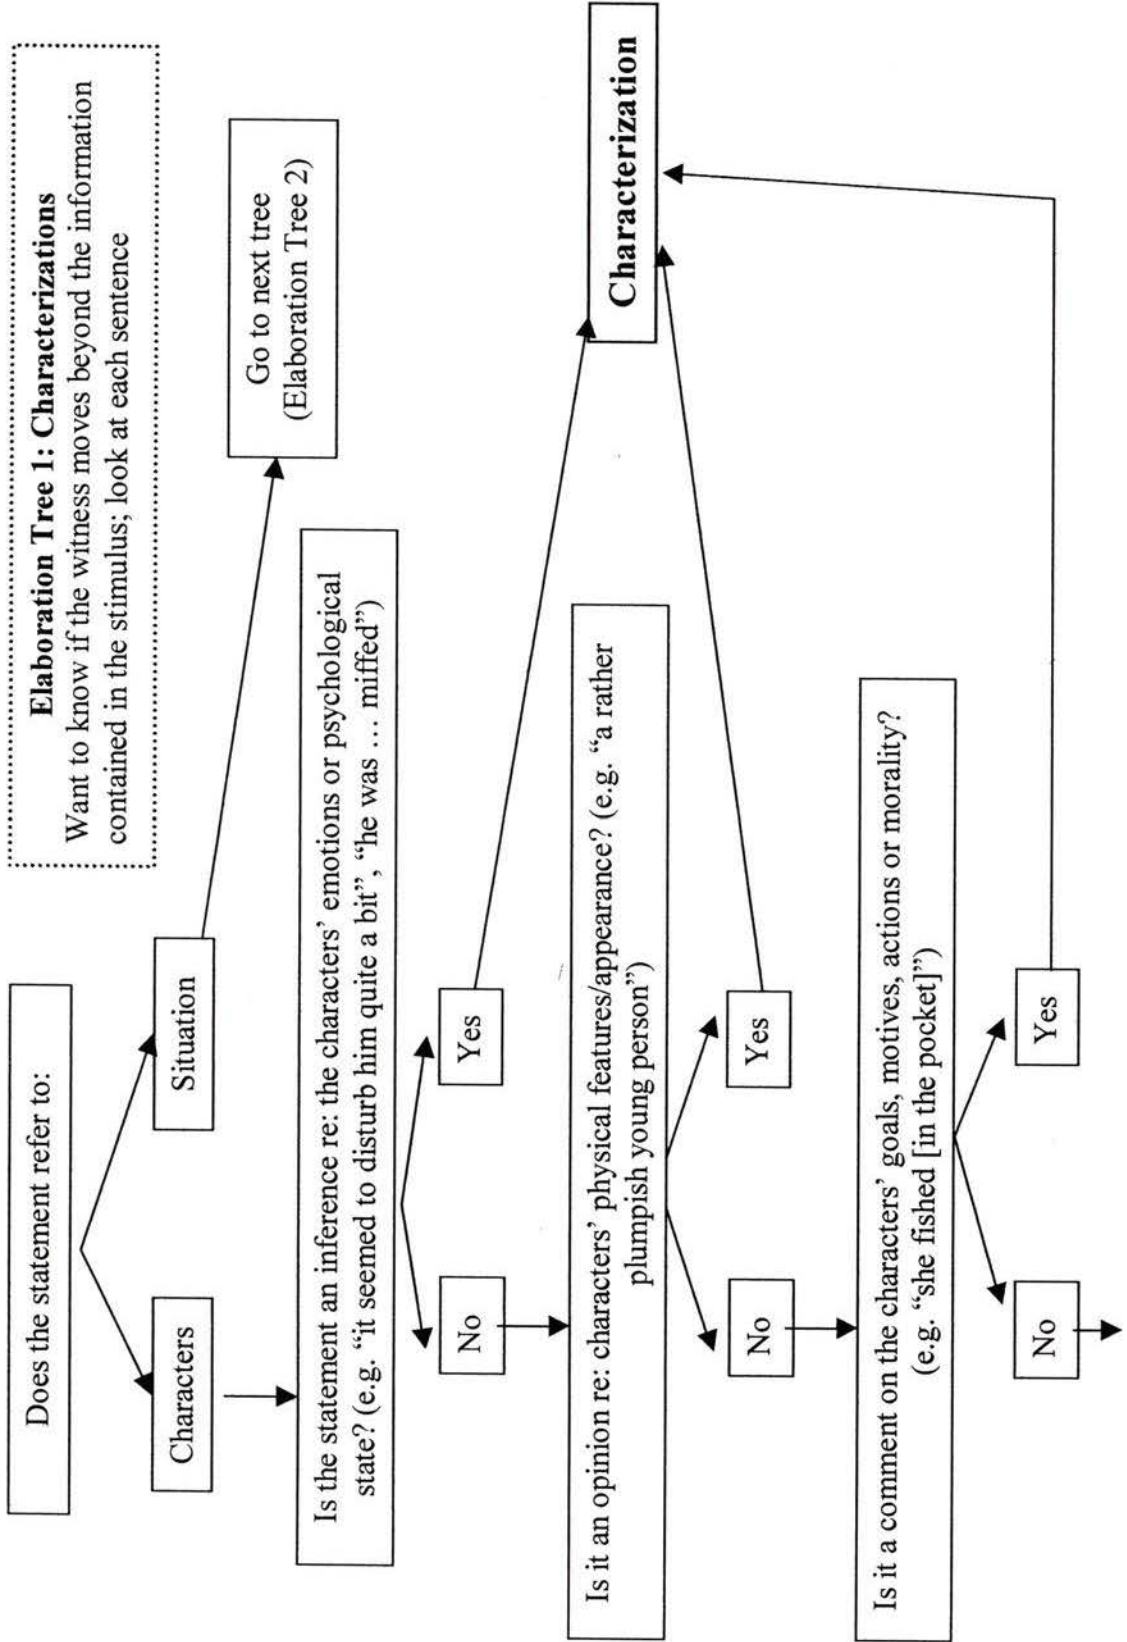 Elaboration Tree 1: Characterizations
Want to know if the witness moves beyond the information
contained in the stimulus; look at each sentence
Does the statement refer to:
Characters
Situation
Go to next tree
(Elaboration Tree 2)
Is the statement an inference re: the characters’ emotions or psychological
state? (e.g. “it seemed to disturb him quite a bit”, “he was … miffed”)
No
Yes
Characterization
Is it an opinion re: characters’ physical features/appearance? (e.g. “a rather
plumpish young person”)
No
Yes
Is it a comment on the characters’ goals, motives, actions or morality?
(e.g. “she fished [in the pocket]”)
No
Yes